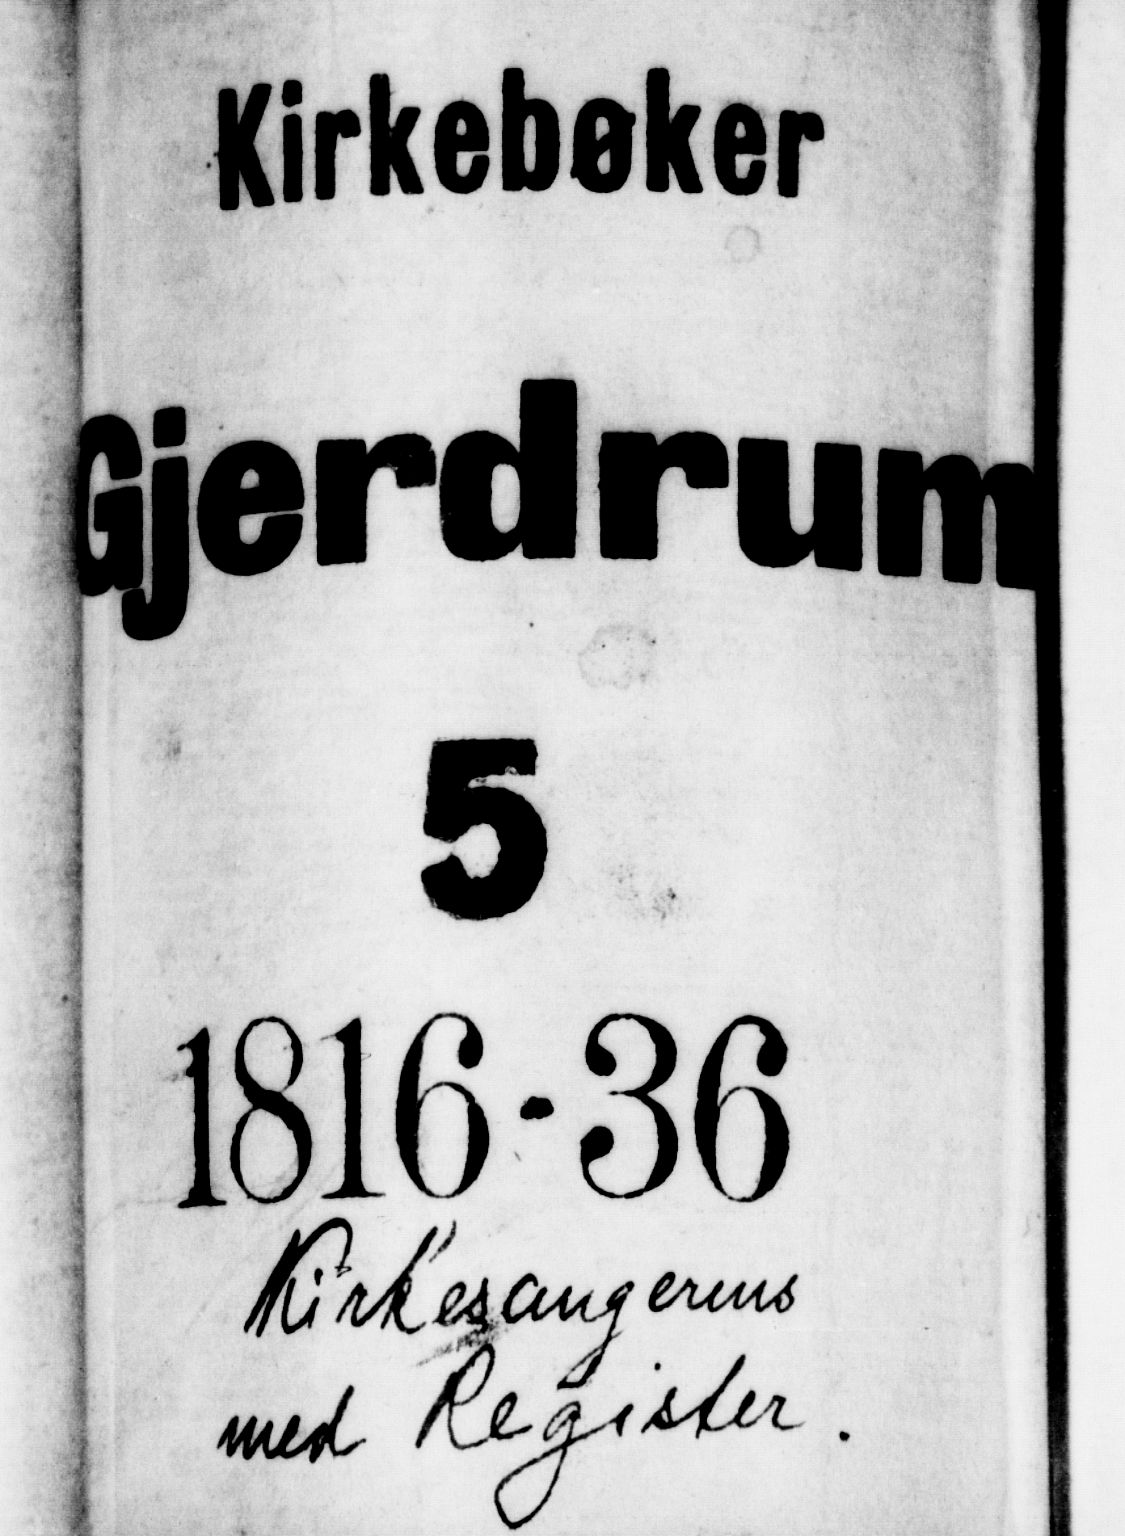 Kirkebøker
Gjerdrum
5
1816-36
Kirkesangerens
med Register.